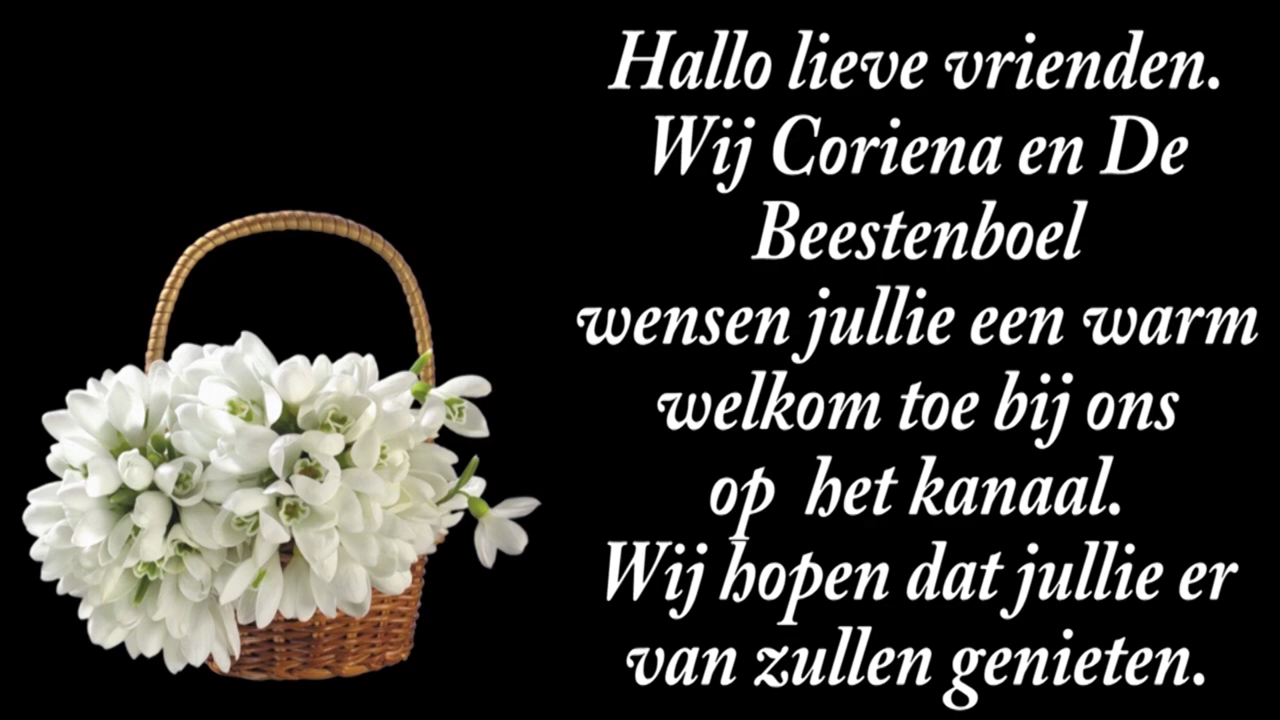 Hallo lieve vrienden.
Wij Coriena en De
Beestenboel
wensen jullie een warm
welkom toe bij ons
op het kanaal.
Wij hopen dat jullie er
van zullen genieten.